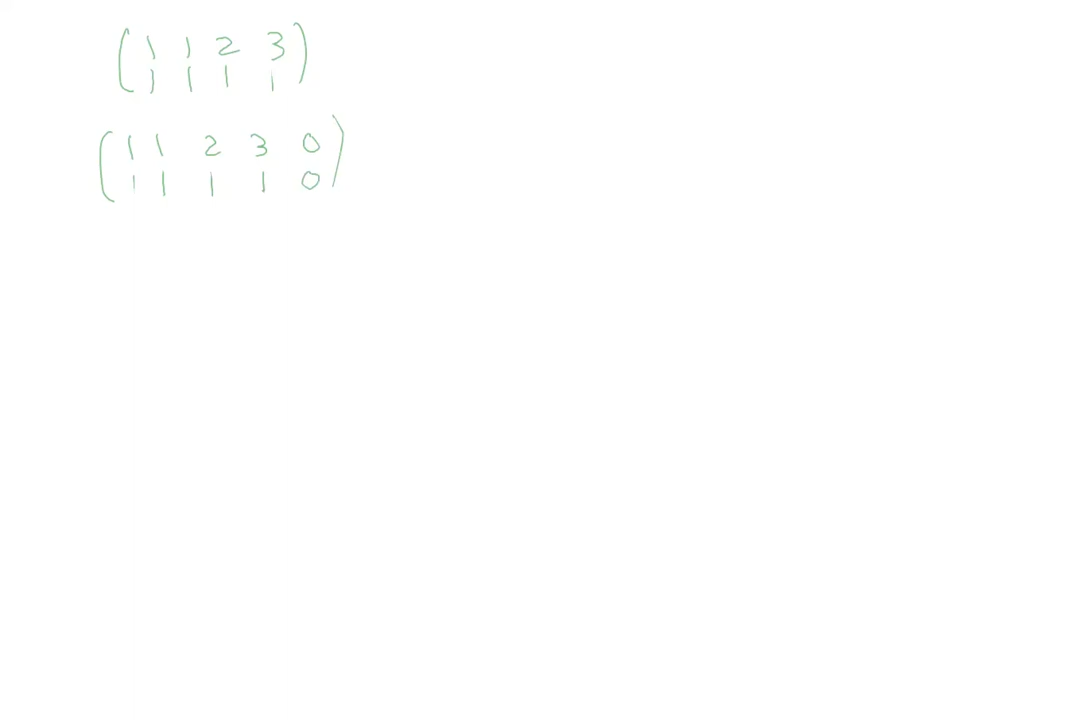 ( 1 1 2 3 )
1 1 1 1
( 1 1 2 3 0 )
1 1 1 1 0